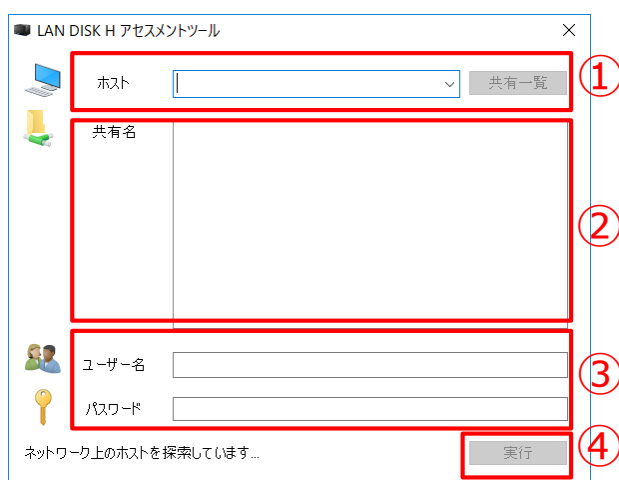 LAN DISK H アセスメントツール
ホスト 共有一覧 ①
共有名
②
ユーザー名
③
パスワード
ネットワーク上のホストを探索しています... 実行 ④